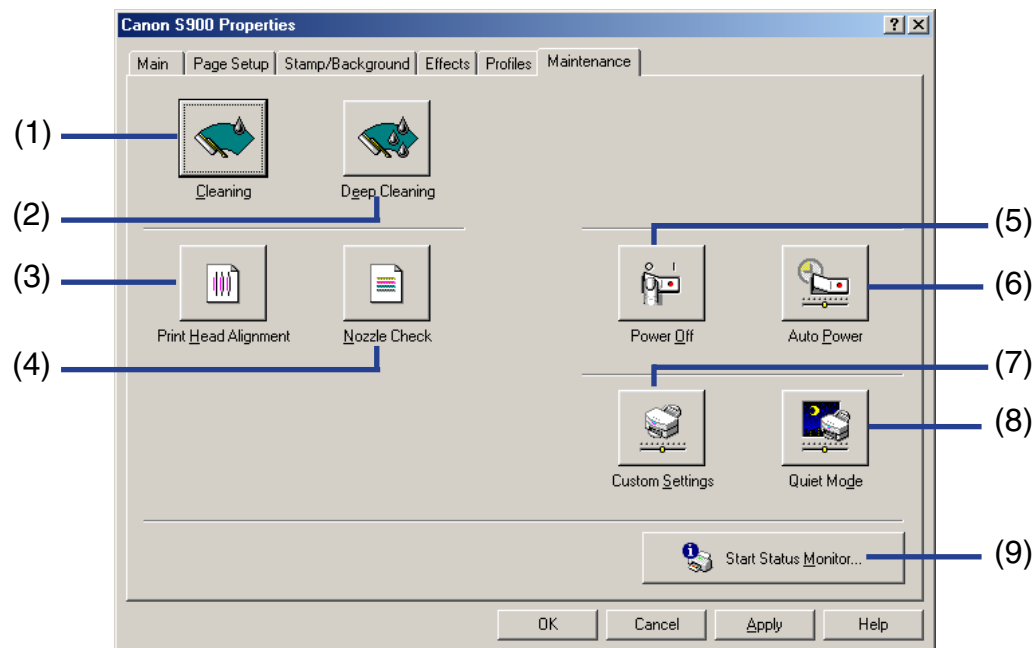 Canon S900 Properties
Main Page Setup Stamp/Background Effects Profiles Maintenance
(1)
Cleaning Deep Cleaning
(2)
(5)
(3)
(6)
Print Head Alignment Nozzle Check Power Off Auto Power
(4)
(7)
(8)
Custom Settings Quiet Mode
Start Status Monitor...
(9)
OK Cancel Apply Help